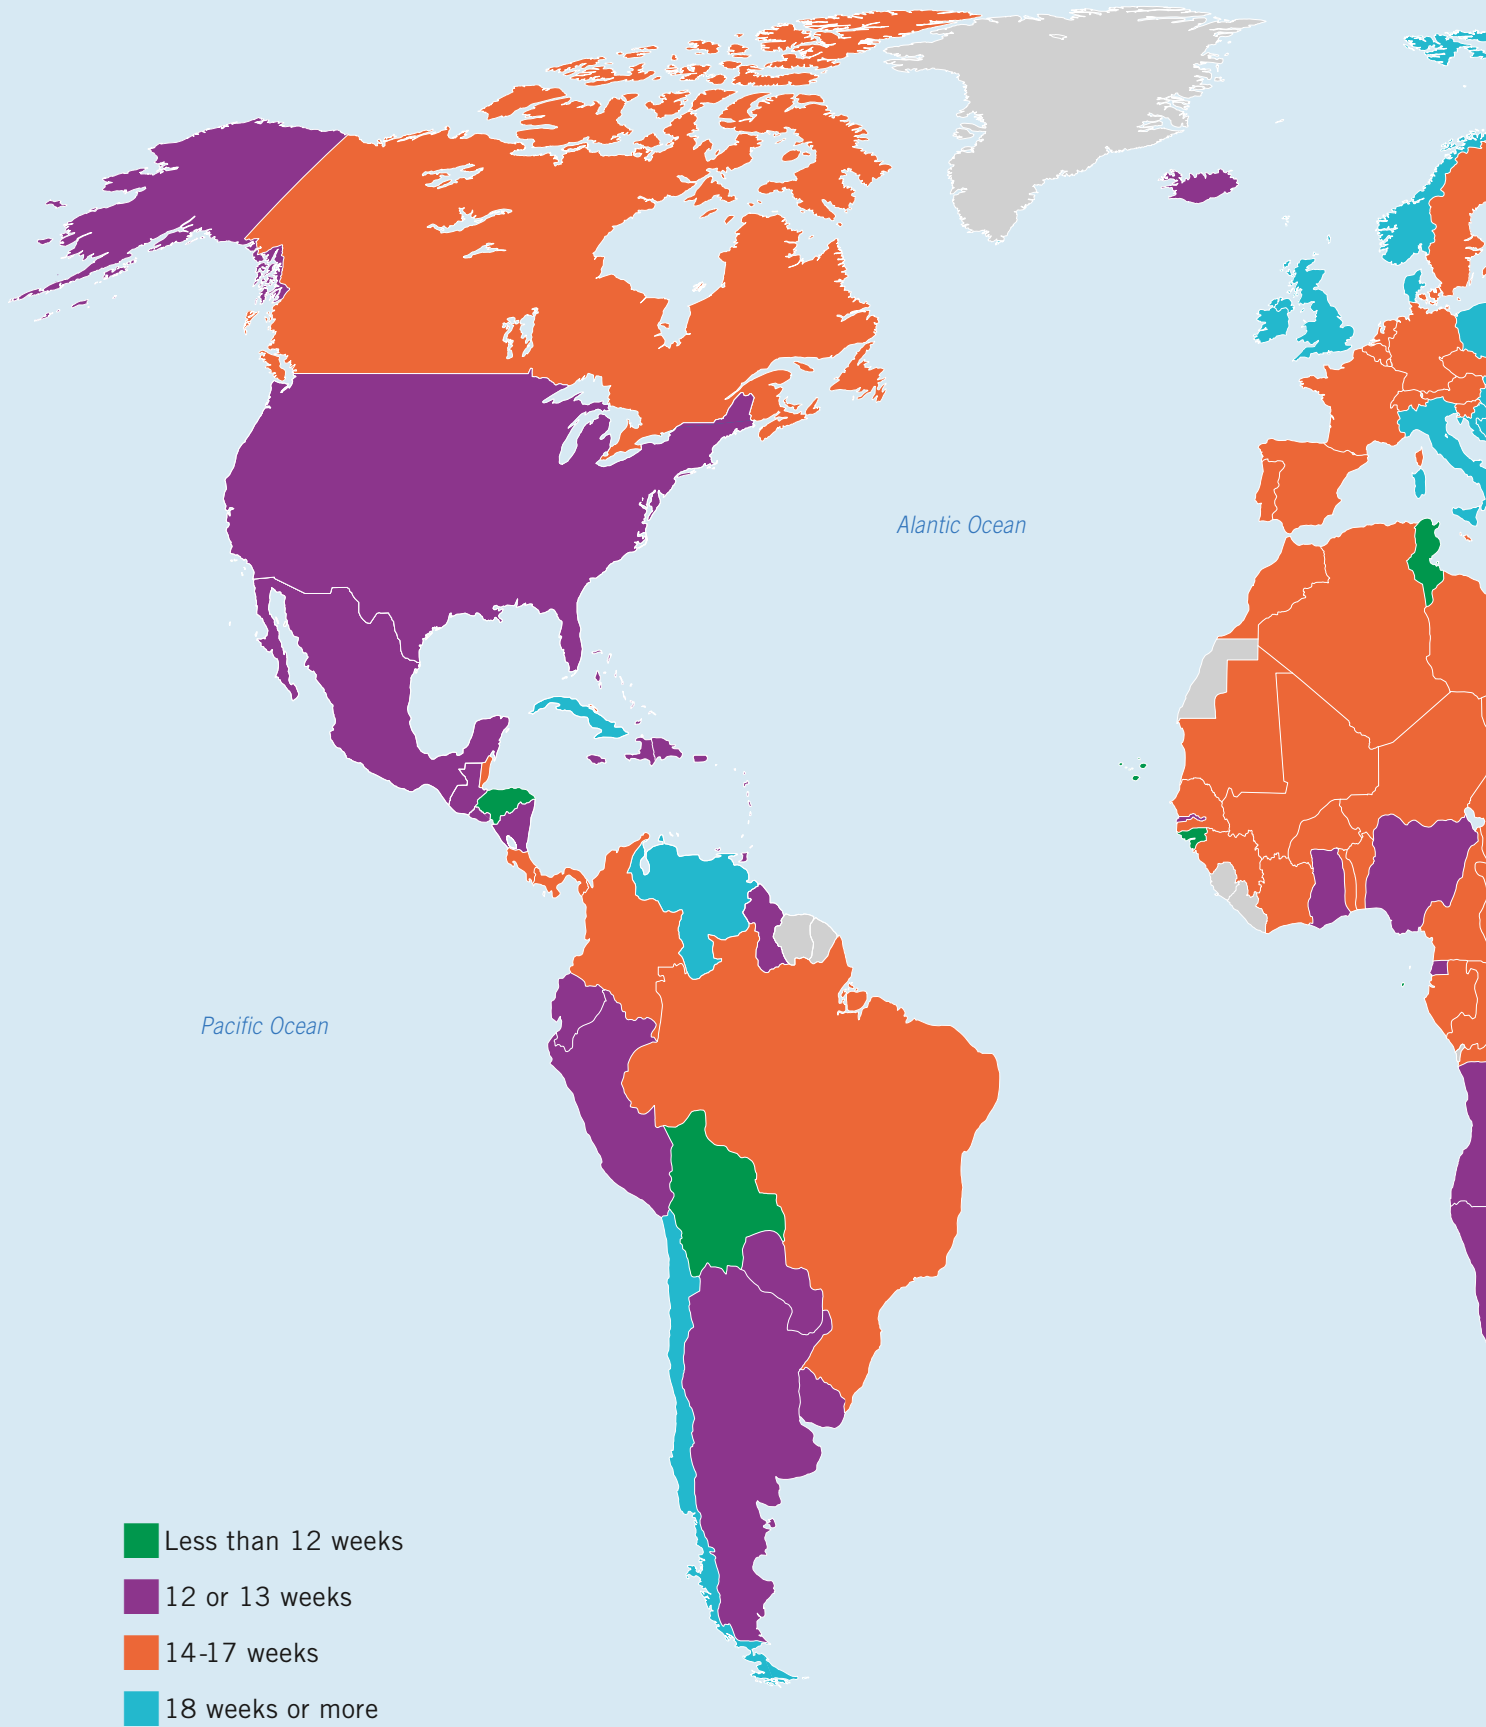 Alantic Ocean
Pacific Ocean
Less than 12 weeks
12 or 13 weeks
14-17 weeks
18 weeks or more